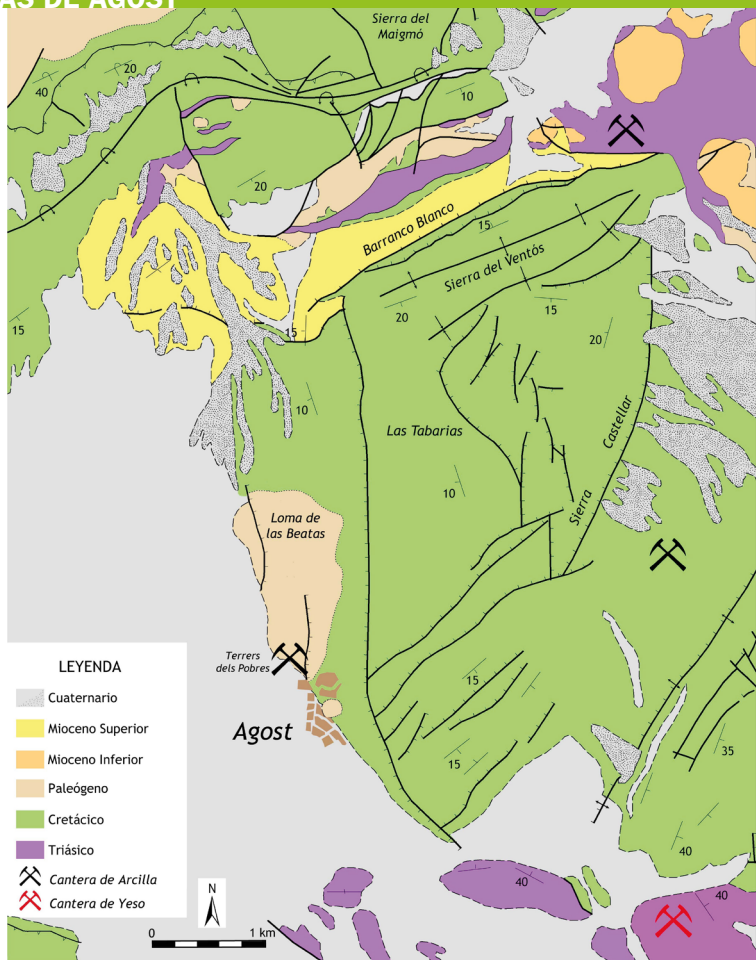 AS DE AGOST
Sierra del
Maigmó
20
40
10
20
Barranco Blanco
15
Sierra del Ventós
20
15
15
20
15
10
Las Tabarias
Castellar
Sierra
10
Loma de
las Beatas
Terrers
dels Pobres
Agost
15
15
35
40
40
40
LEYENDA
Cuaternario
Mioceno Superior
Mioceno Inferior
Paleógeno
Cretácico
Triásico
Cantera de Arcilla
Cantera de Yeso
N
0
1 km